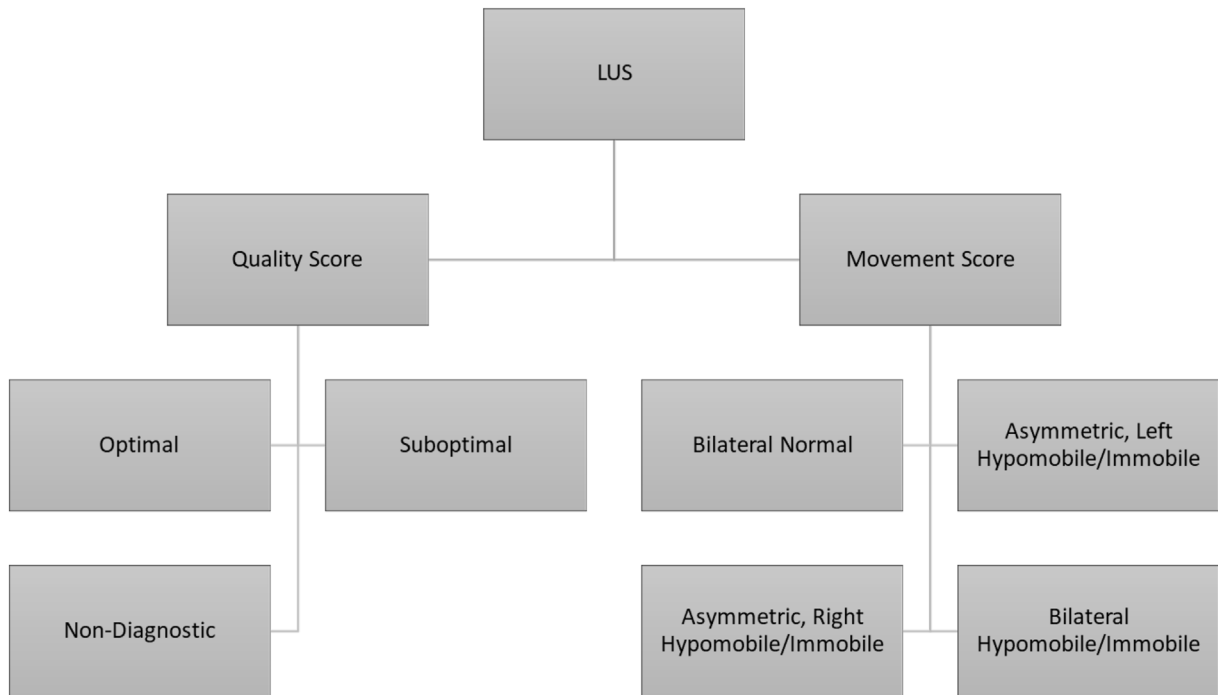 LUS
Quality Score
Movement Score
Optimal
Suboptimal
Bilateral Normal
Asymmetric, Left
Hypomobile/Immobile
Non-Diagnostic
Asymmetric, Right
Hypomobile/Immobile
Bilateral
Hypomobile/Immobile